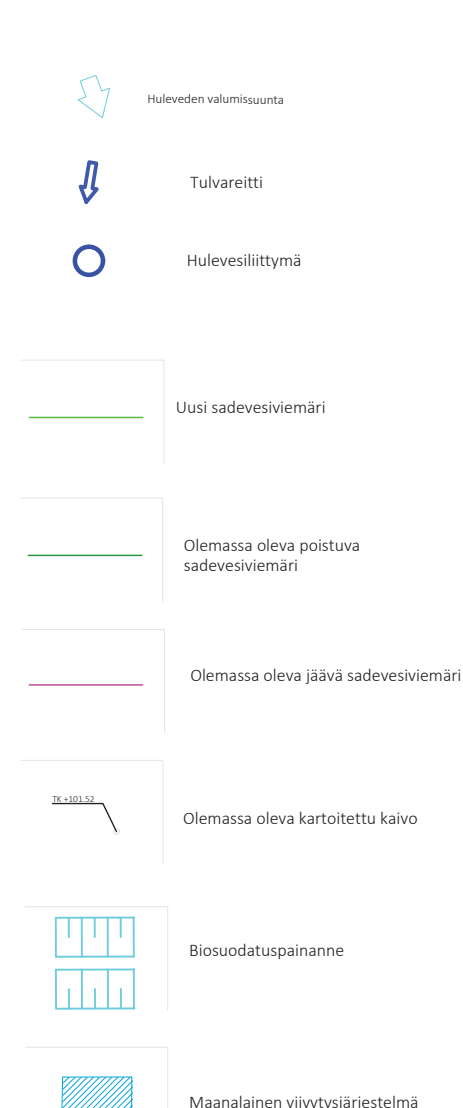 Huleveden valumissuunta
Tulvareitti
Hulevesiliittymä
Uusi sadevesiviemäri
Olemassa oleva poistuva
sadevesiviemäri
Olemassa oleva jäävä sadevesiviemäri
TK +101.52
Olemassa oleva kartoitettu kaivo
Biosuodatuspainanne
Maanalainen viivytysjärjestelmä